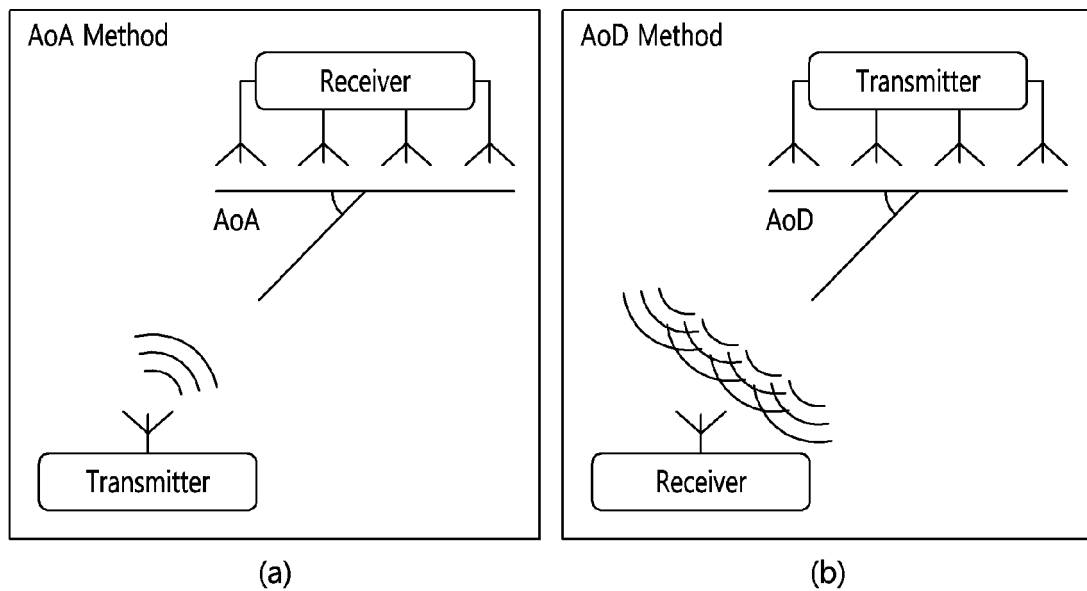 AoA Method
Receiver
AoA
Transmitter
(a)
AoD Method
Transmitter
AoD
Receiver
(b)